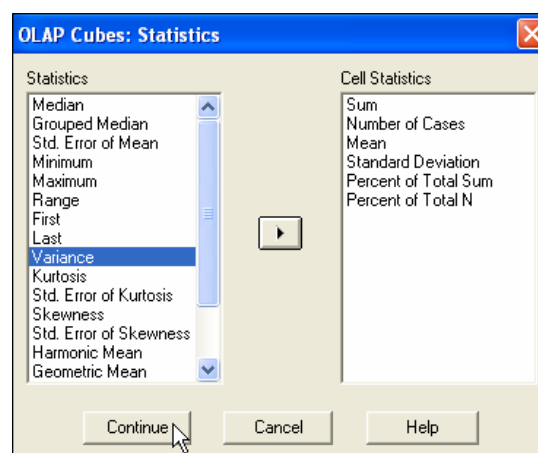 OLAP Cubes: Statistics
Statistics
Median
Grouped Median
Std. Error of Mean
Minimum
Maximum
Range
First
Last
Variance
Kurtosis
Std. Error of Kurtosis
Skewness
Std. Error of Skewness
Harmonic Mean
Geometric Mean
Cell Statistics
Sum
Number of Cases
Mean
Standard Deviation
Percent of Total Sum
Percent of Total N
Continue
Cancel
Help